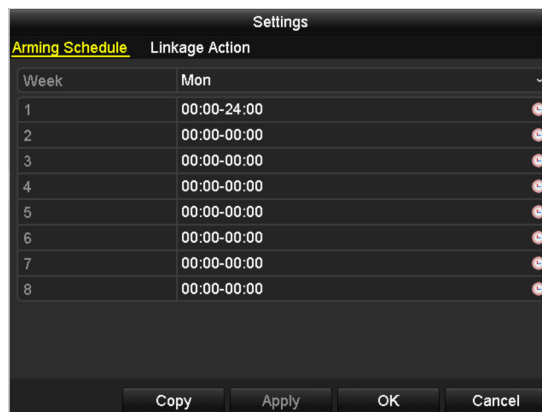 Settings
Arming Schedule Linkage Action
Week Mon
1 00:00-24:00
2 00:00-00:00
3 00:00-00:00
4 00:00-00:00
5 00:00-00:00
6 00:00-00:00
7 00:00-00:00
8 00:00-00:00
Copy Apply OK Cancel